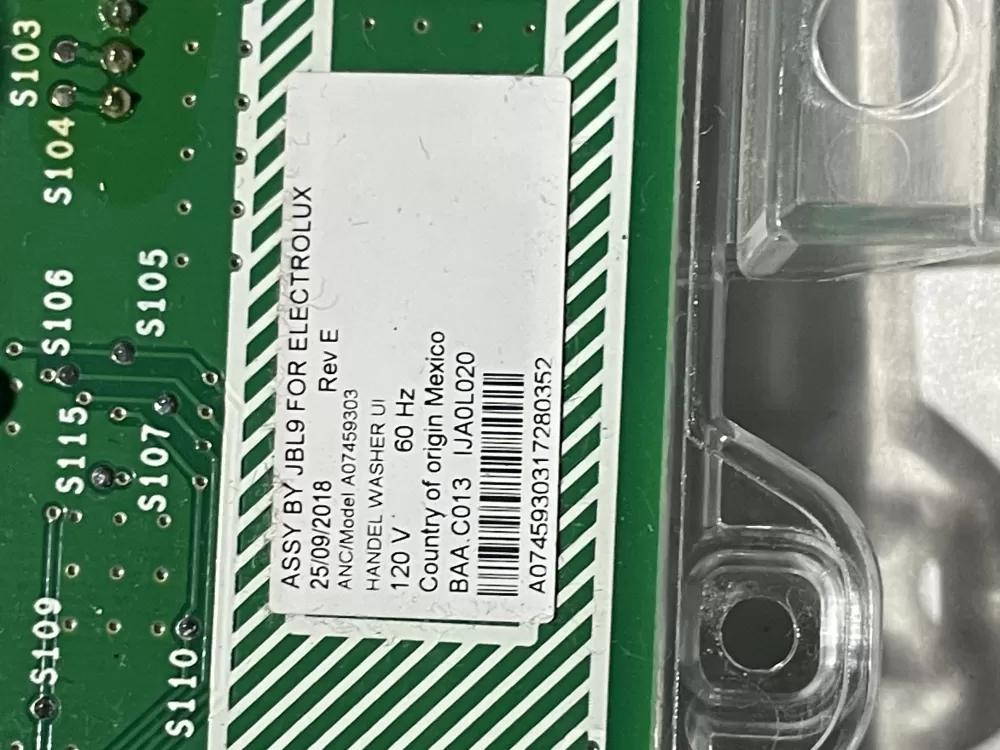 ASSY BY JBL9 FOR ELECTROLUX
25/09/2018 Rev E
ANC/Model A07459303
HANDEL WASHER UI
120 V 60 Hz
Country of origin Mexico
BAA.C013 IJA0L020
A0745930317280352
S103
S104
S105
S106
S107
S115
S109
S110